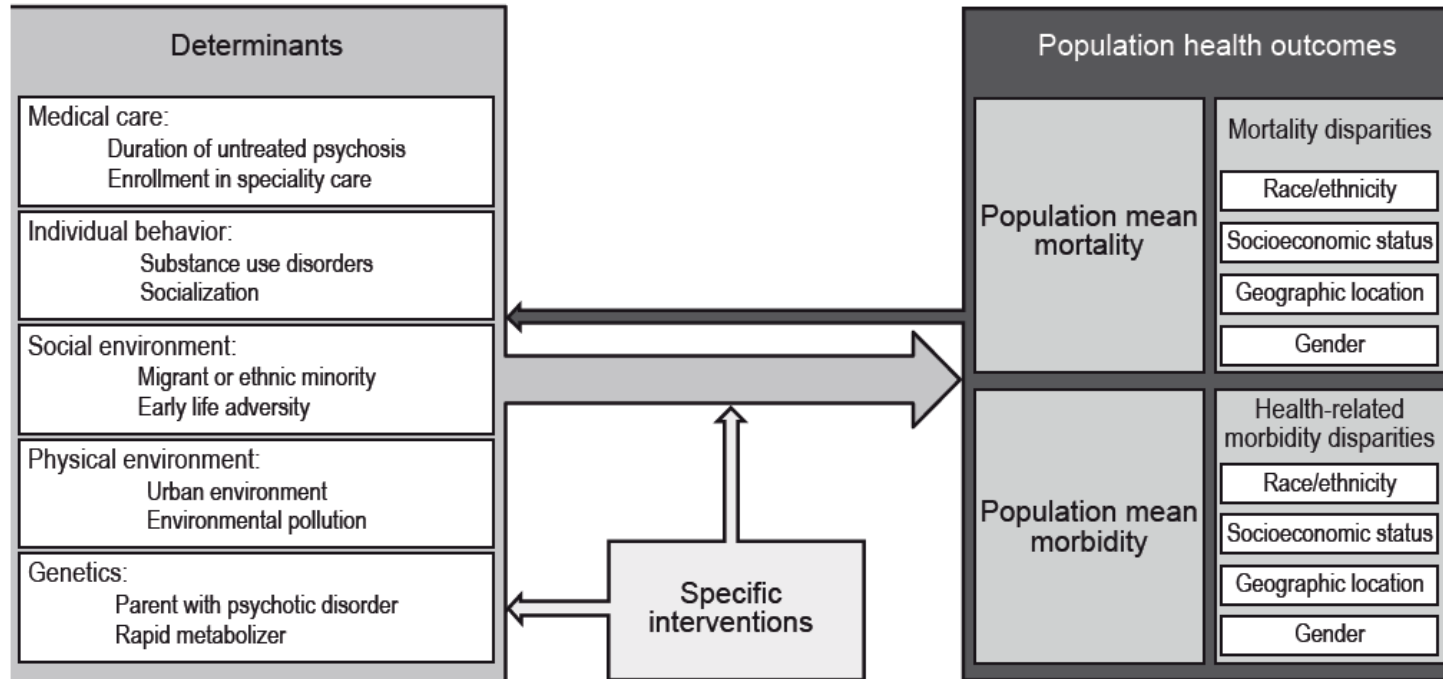 Determinants
Medical care:
Duration of untreated psychosis
Enrollment in speciality care
Individual behavior:
Substance use disorders
Socialization
Social environment:
Migrant or ethnic minority
Early life adversity
Physical environment:
Urban environment
Environmental pollution
Genetics:
Parent with psychotic disorder
Rapid metabolizer
Specific
interventions
Population health outcomes
Population mean
mortality
Mortality disparities
Race/ethnicity
Socioeconomic status
Geographic location
Gender
Population mean
morbidity
Health-related
morbidity disparities
Race/ethnicity
Socioeconomic status
Geographic location
Gender